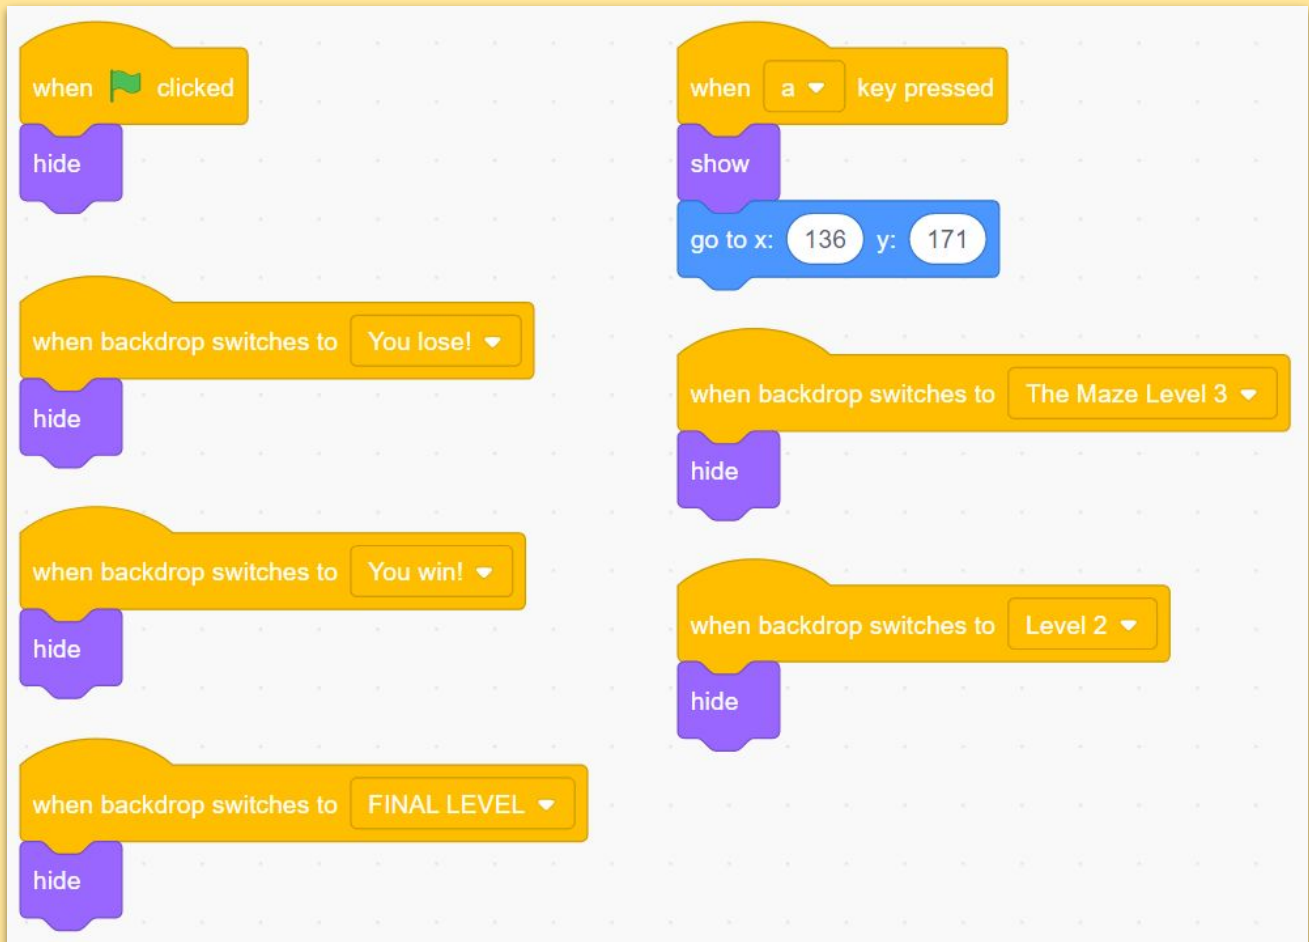 when clicked
hide
when backdrop switches to You lose!
hide
when backdrop switches to You win!
hide
when backdrop switches to FINAL LEVEL
hide
when a key pressed
show
go to x: 136 y: 171
when backdrop switches to The Maze Level 3
hide
when backdrop switches to Level 2
hide